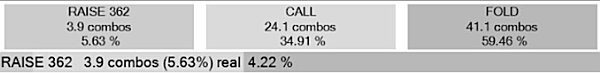 RAISE 362 CALL FOLD
3.9 combos 24.1 combos 41.1 combos
5.63 % 34.91 % 59.46 %
RAISE 362 3.9 combos (5.63%) real 4.22 %